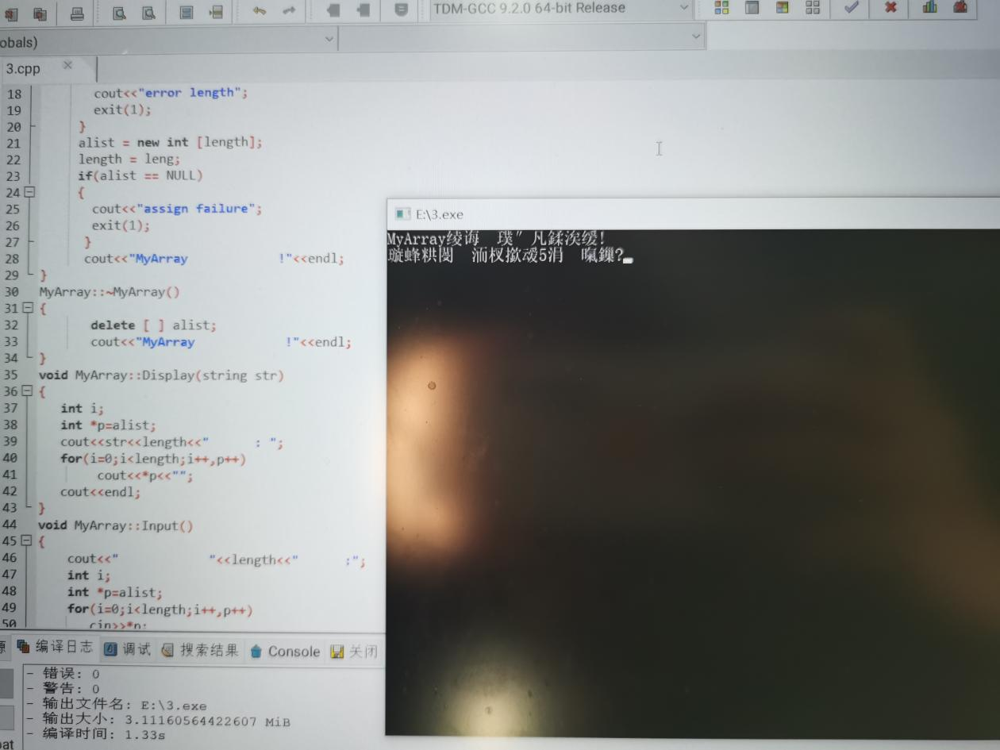 TDM-GCC 9.2.0 64-bit Release
obals)
3.cpp
18 cout<<"error length";
19 exit(1);
20 }
21 alist = new int [length];
22 length = leng;
23 if(alist == NULL)
24 {
25 cout<<"assign failure";
26 exit(1);
27 }
28 cout<<"MyArray !"<<endl;
29 }
30 MyArray::~MyArray()
31 {
32 delete [ ] alist;
33 cout<<"MyArray !"<<endl;
34 }
35 void MyArray::Display(string str)
36 {
37 int i;
38 int *p=alist;
39 cout<<str<<length<<" : ";
40 for(i=0;i<length;i++,p++)
41 cout<<*p<<"";
42 cout<<endl;
43 }
44 void MyArray::Input()
45 {
46 cout<<" "<<length<<" :";
47 int i;
48 int *p=alist;
49 for(i=0;i<length;i++,p++)
50 cin>>*p;
E:\3.exe
MyArray绫诲 璞″凡鍒涘缓!
璇蜂粠閿 洏杈撳叆5涓 暟鏁?
编译日志 调试 搜索结果 Console 关闭
- 错误: 0
- 警告: 0
- 输出文件名: E:\3.exe
- 输出大小: 3.11160564422607 MiB
- 编译时间: 1.33s